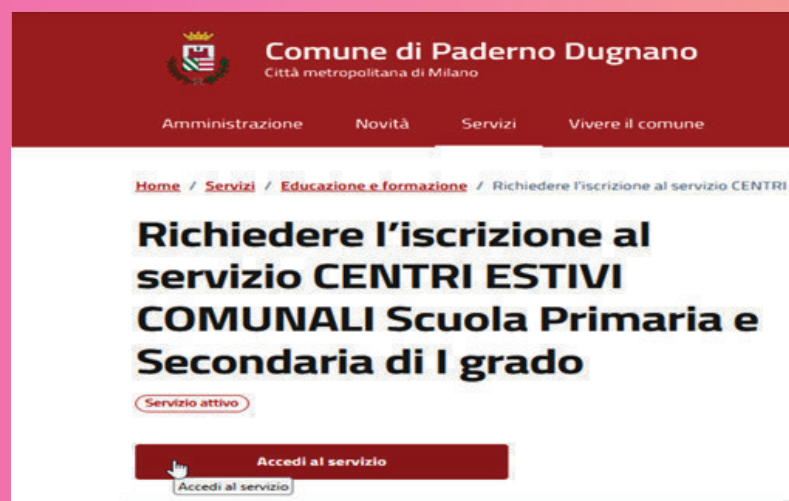 Comune di Paderno Dugnano
Città metropolitana di Milano
Amministrazione Novità Servizi Vivere il comune
Home / Servizi / Educazione e formazione / Richiedere l'iscrizione al servizio CENTRI
Richiedere l'iscrizione al
servizio CENTRI ESTIVI
COMUNALI Scuola Primaria e
Secondaria di I grado
Servizio attivo
Accedi al servizio
Accedi al servizio